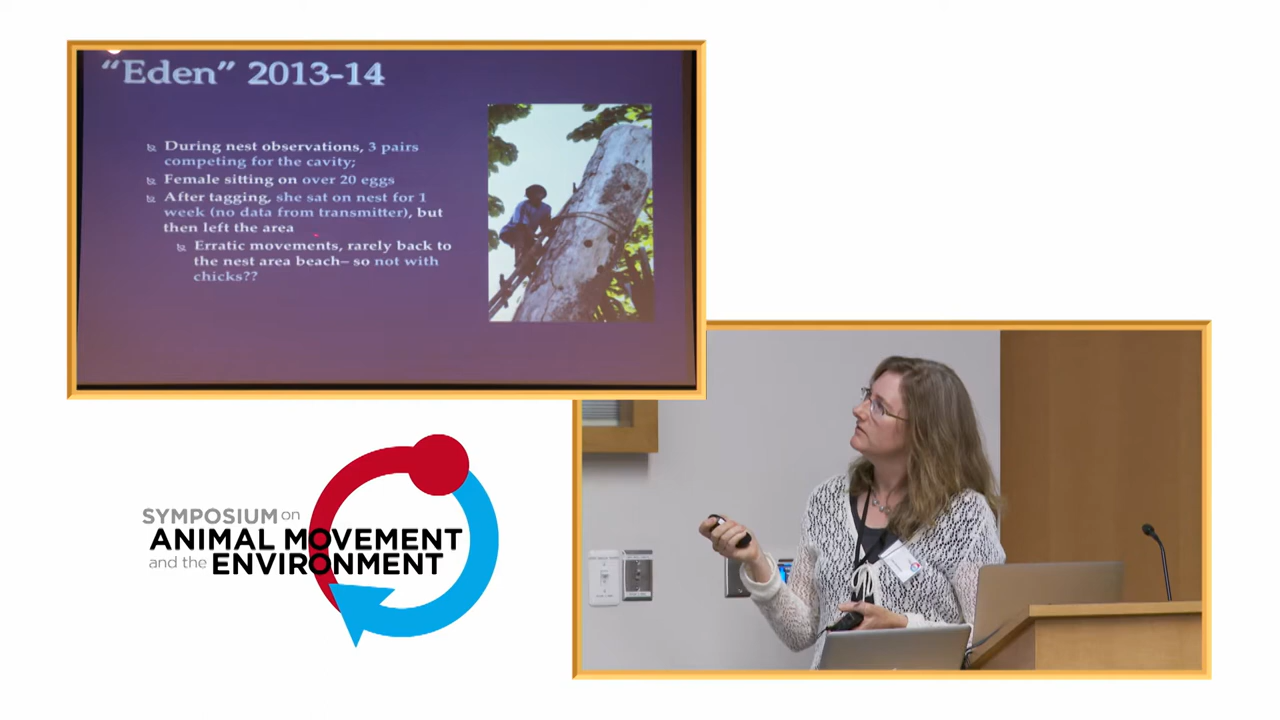 “Eden” 2013-14
During nest observations, 3 pairs
competing for the cavity;
Female sitting on over 20 eggs
After tagging, she sat on nest for 1
week (no data from transmitter), but
then left the area
Erratic movements, rarely back to
the nest area beach– so not with
chicks??
SYMPOSIUM on
ANIMAL MOVEMENT
and the ENVIRONMENT